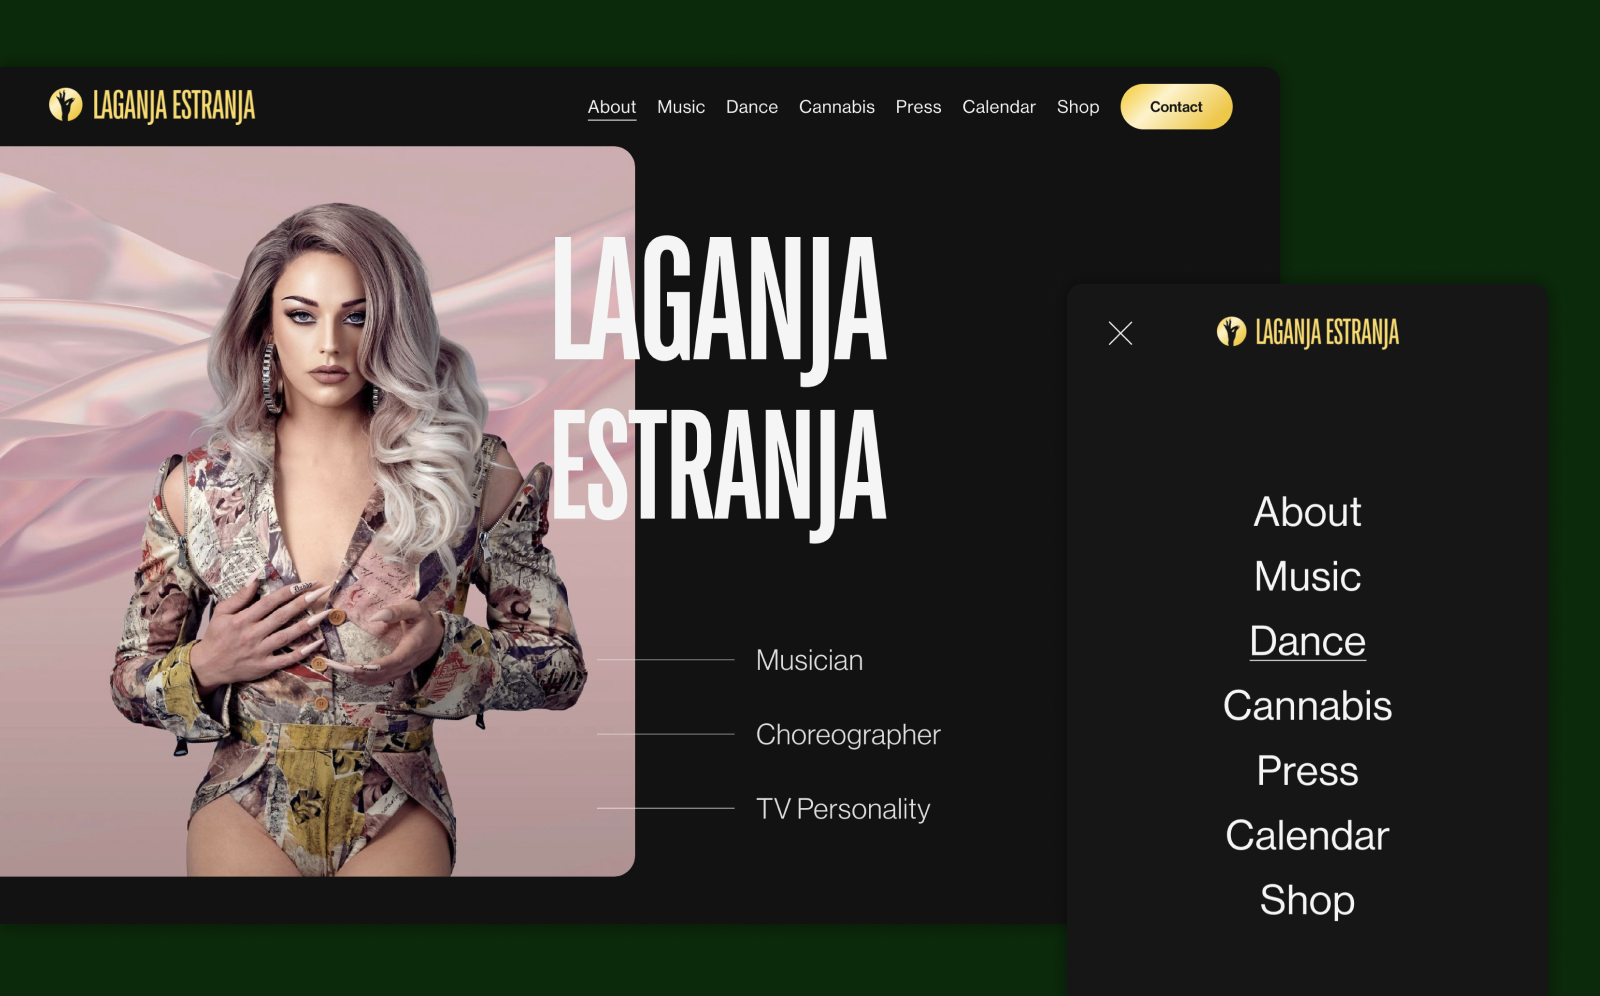 LAGANJA ESTRANJA
About Music Dance Cannabis Press Calendar Shop Contact
LAGANJA
ESTRANJA
Musician
Choreographer
TV Personality
LAGANJA ESTRANJA
About
Music
Dance
Cannabis
Press
Calendar
Shop